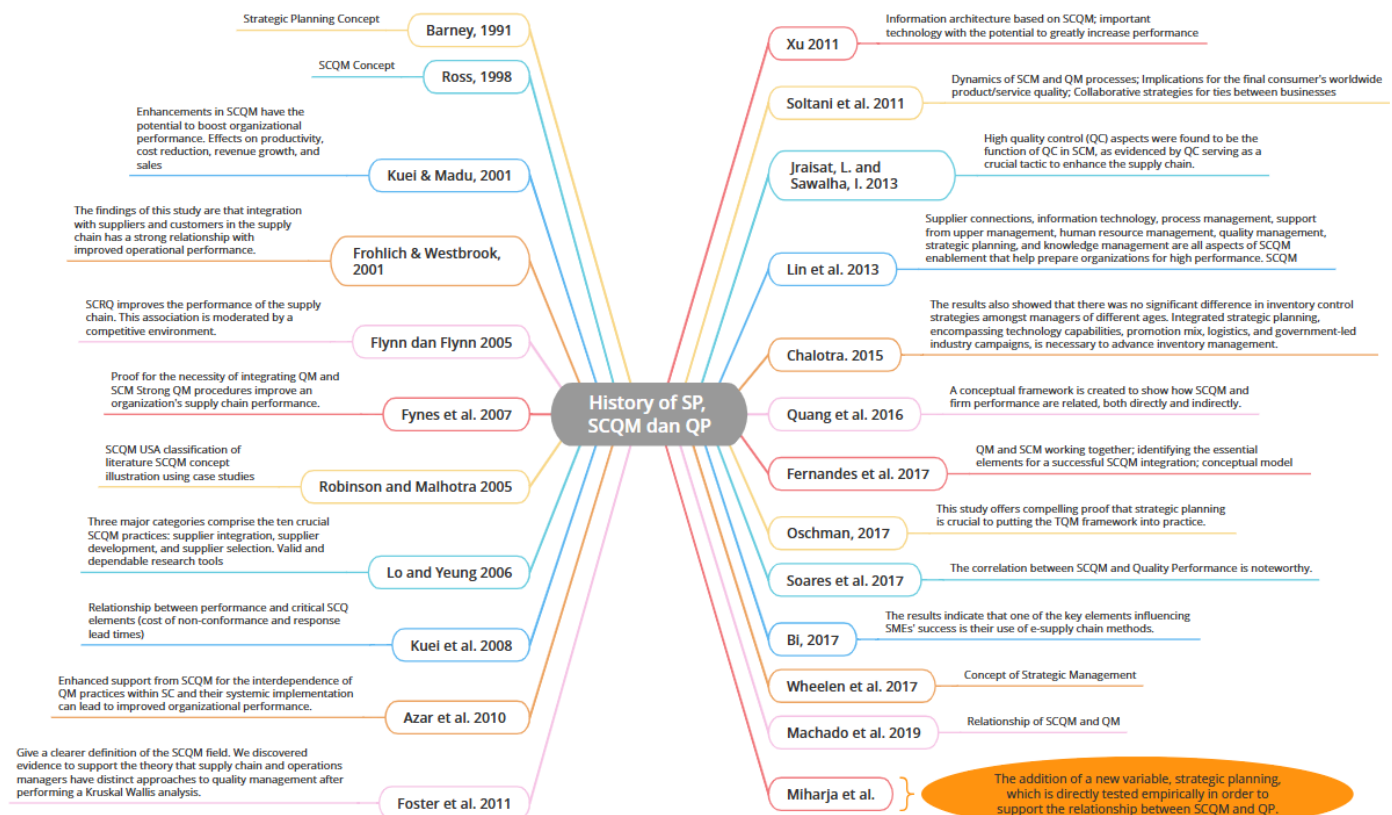 Strategic Planning Concept
Barney, 1991
SCQM Concept
Ross, 1998
Enhancements in SCQM have the
potential to boost organizational
performance. Effects on productivity,
cost reduction, revenue growth, and
sales
Kuei & Madu, 2001
The findings of this study are that integration
with suppliers and customers in the supply
chain has a strong relationship with
improved operational performance.
Frohlich & Westbrook,
2001
SCRQ improves the performance of the supply
chain. This association is moderated by a
competitive environment.
Flynn dan Flynn 2005
Proof for the necessity of integrating QM and
SCM Strong QM procedures improve an
organization's supply chain performance.
Fynes et al. 2007
SCQM USA classification of
literature SCQM concept
illustration using case studies
Robinson and Malhotra 2005
Three major categories comprise the ten crucial
SCQM practices: supplier integration, supplier
development, and supplier selection. Valid and
dependable research tools
Lo and Yeung 2006
Relationship between performance and critical SCQ
elements (cost of non-conformance and response
lead times)
Kuei et al. 2008
Enhanced support from SCQM for the interdependence of
QM practices within SC and their systemic implementation
can lead to improved organizational performance.
Azar et al. 2010
Give a clearer definition of the SCQM field. We discovered
evidence to support the theory that supply chain and operations
managers have distinct approaches to quality management after
performing a Kruskal Wallis analysis.
Foster et al. 2011
History of SP,
SCQM dan QP
Xu 2011
Information architecture based on SCQM; important
technology with the potential to greatly increase performance
Soltani et al. 2011
Dynamics of SCM and QM processes; Implications for the final consumer's worldwide
product/service quality; Collaborative strategies for ties between businesses
Jraisat, L. and
Sawalha, I. 2013
High quality control (QC) aspects were found to be the
function of QC in SCM, as evidenced by QC serving as a
crucial tactic to enhance the supply chain.
Lin et al. 2013
Supplier connections, information technology, process management, support
from upper management, human resource management, quality management,
strategic planning, and knowledge management are all aspects of SCQM
enablement that help prepare organizations for high performance. SCQM
Chalotra. 2015
The results also showed that there was no significant difference in inventory control
strategies amongst managers of different ages. Integrated strategic planning,
encompassing technology capabilities, promotion mix, logistics, and government-led
industry campaigns, is necessary to advance inventory management.
Quang et al. 2016
A conceptual framework is created to show how SCQM and
firm performance are related, both directly and indirectly.
Fernandes et al. 2017
QM and SCM working together; identifying the essential
elements for a successful SCQM integration; conceptual model
Oschman, 2017
This study offers compelling proof that strategic planning
is crucial to putting the TQM framework into practice.
Soares et al. 2017
The correlation between SCQM and Quality Performance is noteworthy.
Bi, 2017
The results indicate that one of the key elements influencing
SMEs' success is their use of e-supply chain methods.
Wheelen et al. 2017
Concept of Strategic Management
Machado et al. 2019
Relationship of SCQM and QM
Miharja et al.
The addition of a new variable, strategic planning,
which is directly tested empirically in order to
support the relationship between SCQM and QP.